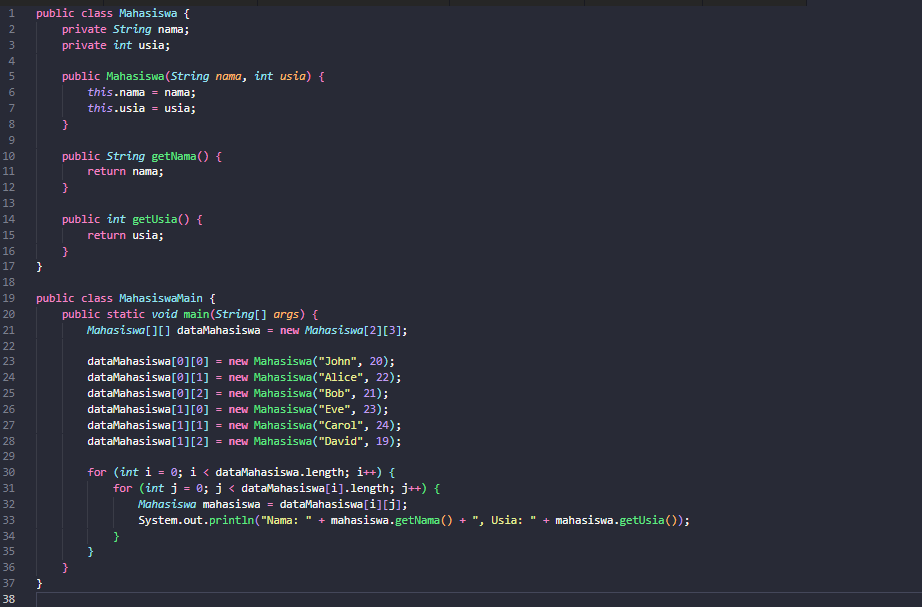 1 public class Mahasiswa {
2     private String nama;
3     private int usia;
4
5     public Mahasiswa(String nama, int usia) {
6         this.nama = nama;
7         this.usia = usia;
8     }
9
10     public String getNama() {
11         return nama;
12     }
13
14     public int getUsia() {
15         return usia;
16     }
17 }
18
19 public class MahasiswaMain {
20     public static void main(String[] args) {
21         Mahasiswa[][] dataMahasiswa = new Mahasiswa[2][3];
22
23         dataMahasiswa[0][0] = new Mahasiswa("John", 20);
24         dataMahasiswa[0][1] = new Mahasiswa("Alice", 22);
25         dataMahasiswa[0][2] = new Mahasiswa("Bob", 21);
26         dataMahasiswa[1][0] = new Mahasiswa("Eve", 23);
27         dataMahasiswa[1][1] = new Mahasiswa("Carol", 24);
28         dataMahasiswa[1][2] = new Mahasiswa("David", 19);
29
30         for (int i = 0; i < dataMahasiswa.length; i++) {
31             for (int j = 0; j < dataMahasiswa[i].length; j++) {
32                 Mahasiswa mahasiswa = dataMahasiswa[i][j];
33                 System.out.println("Nama: " + mahasiswa.getNama() + ", Usia: " + mahasiswa.getUsia());
34             }
35         }
36     }
37 }
38